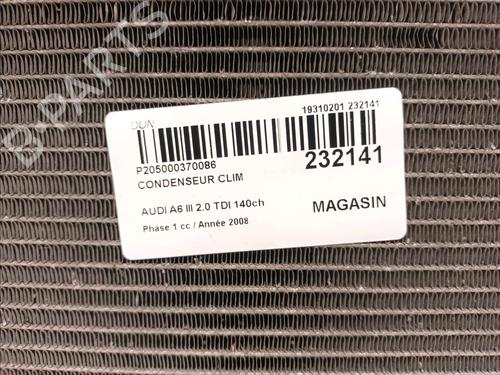 B-PARTS
DUN
19310201 232141
P205000370086
232141
CONDENSEUR CLIM
AUDI A6 III 2.0 TDI 140ch
MAGASIN
Phase 1 cc / Année 2008